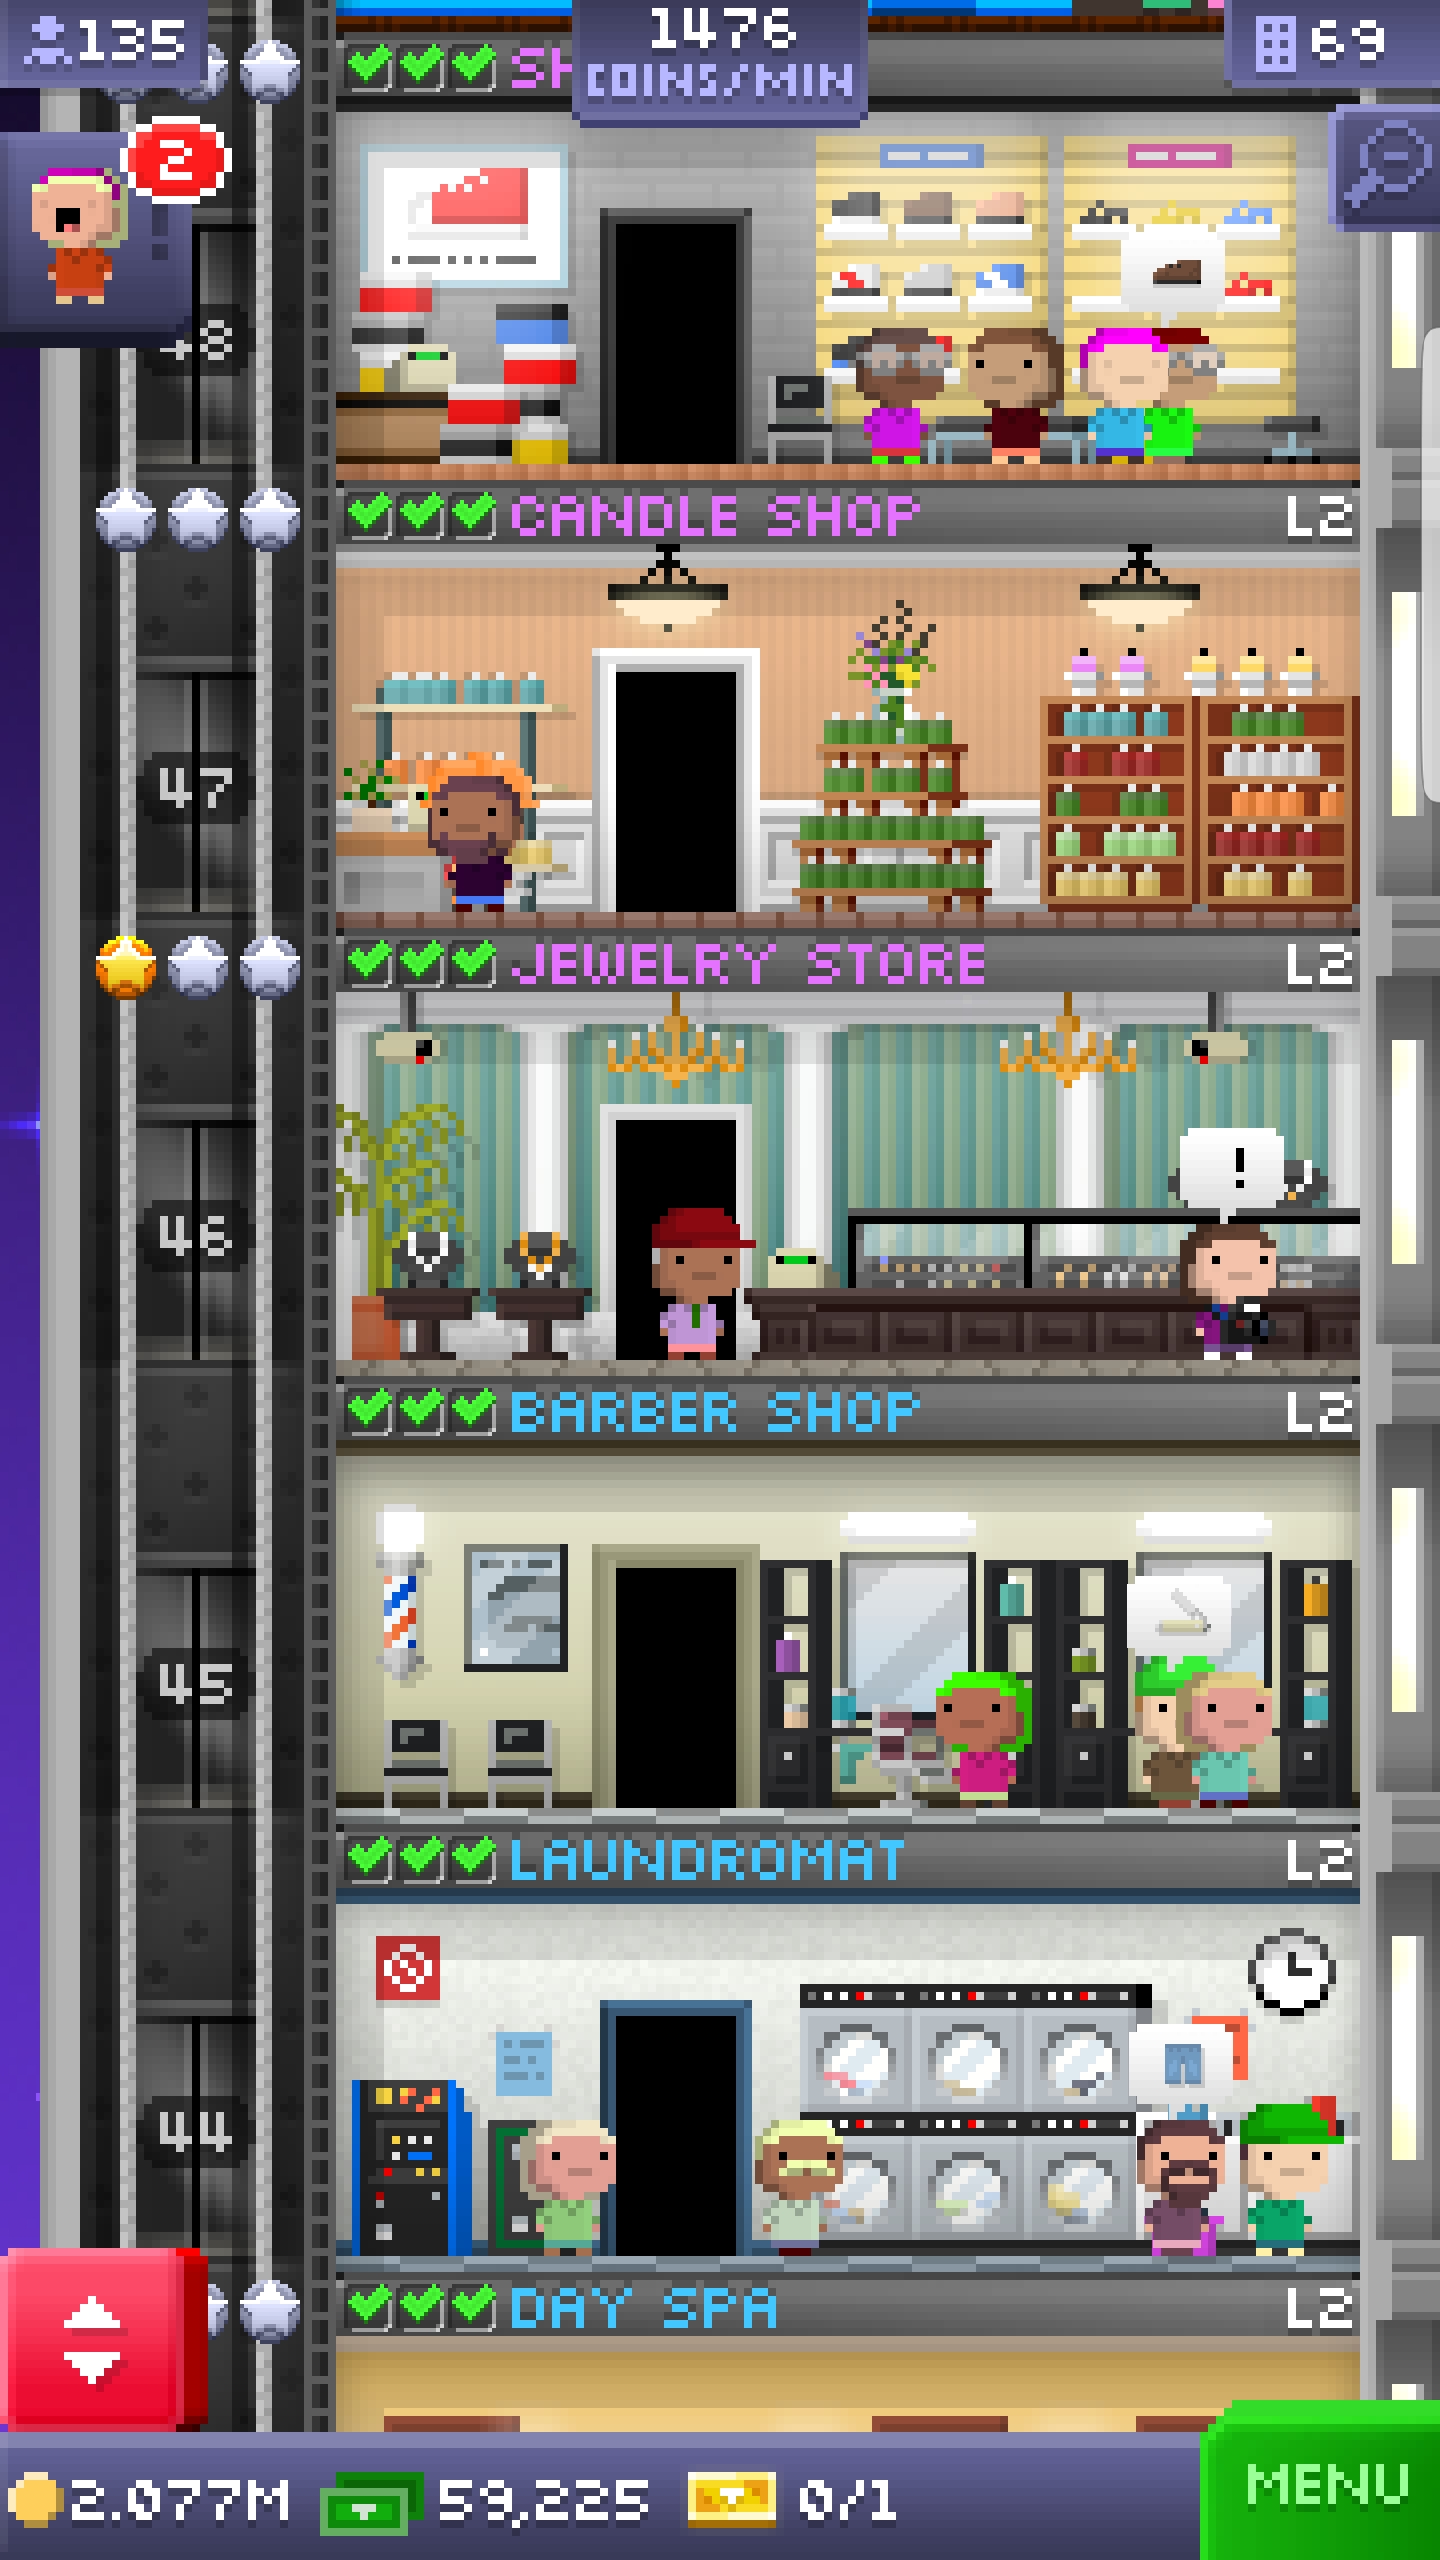 135
1476
COINS/MIN
69
SH
2
48
CANDLE SHOP L2
47
JEWELRY STORE L2
46
!
BARBER SHOP L2
45
LAUNDROMAT L2
44
DAY SPA L2
2.077M 59,225 0/1
MENU